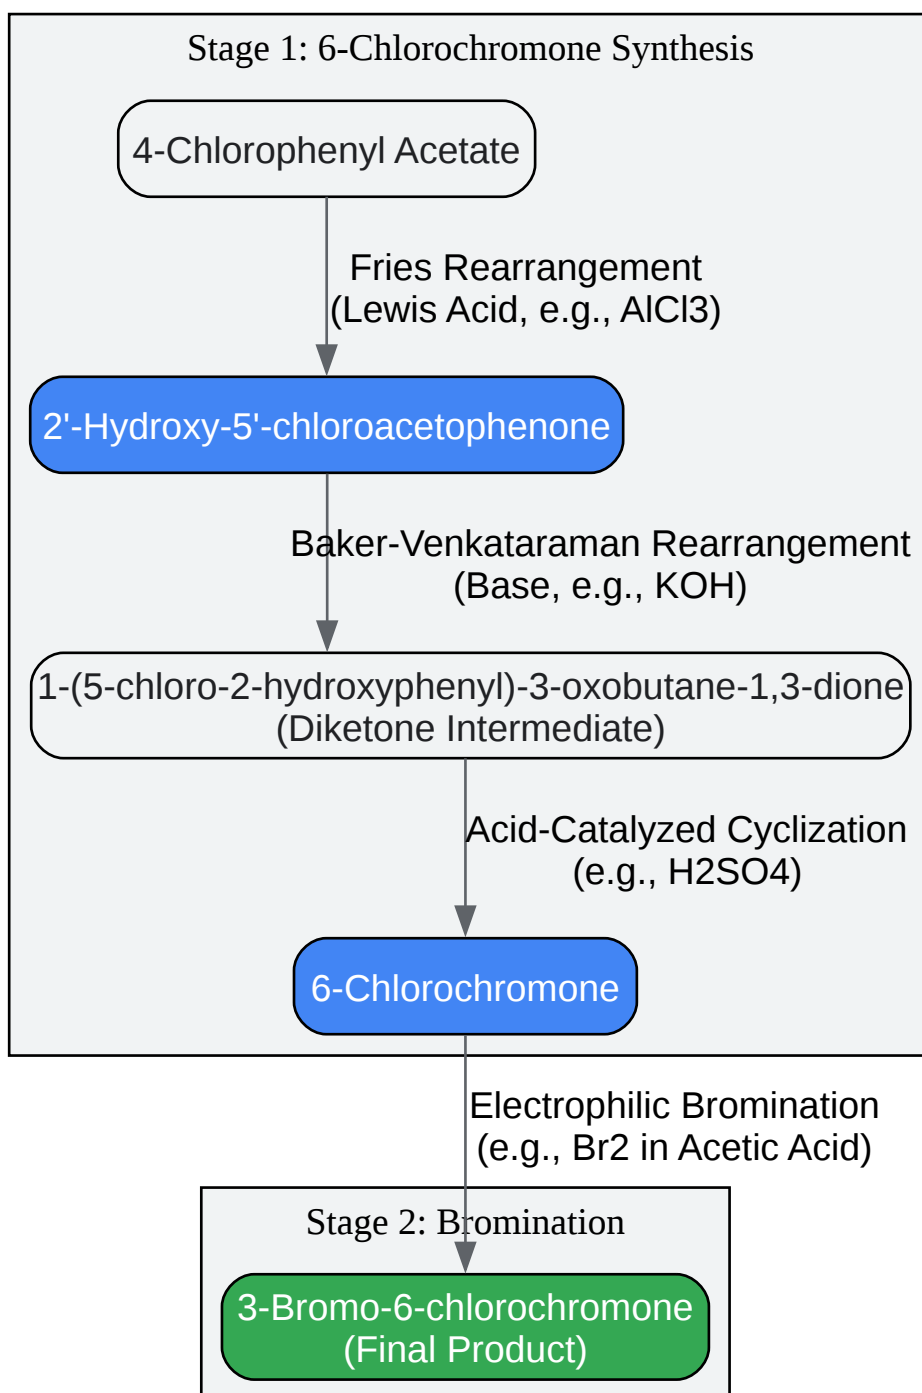 Stage 1: 6-Chlorochromone Synthesis
4-Chlorophenyl Acetate
Fries Rearrangement
(Lewis Acid, e.g., AlCl3)
2'-Hydroxy-5'-chloroacetophenone
Baker-Venkataraman Rearrangement
(Base, e.g., KOH)
1-(5-chloro-2-hydroxyphenyl)-3-oxobutane-1,3-dione
(Diketone Intermediate)
Acid-Catalyzed Cyclization
(e.g., H2SO4)
6-Chlorochromone
Electrophilic Bromination
(e.g., Br2 in Acetic Acid)
Stage 2: Bromination
3-Bromo-6-chlorochromone
(Final Product)